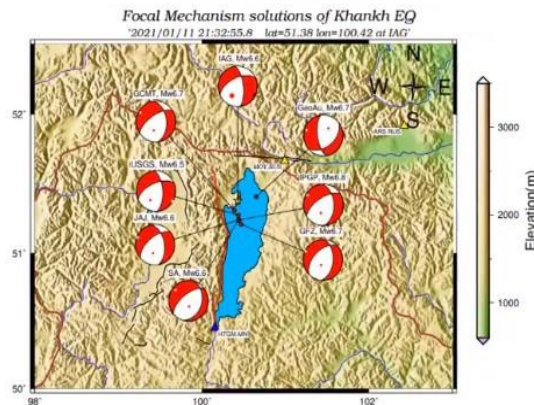 Focal Mechanism solutions of Khankh EQ
'2021/01/11 21:32:55.8 lat=51.38 lon=100.42 at IAG'
IAG, Mw6.6
GCMT, Mw6.7
GeoAu, Mw6.7
N
W E
S
52°
USGS, Mw6.5
IPGP, Mw6.8
JAJ, Mw6.6
GFZ, Mw6.7
51°
SA, Mw6.6
50°
98° 100° 102°
3000
2000
1000
Elevation(m)